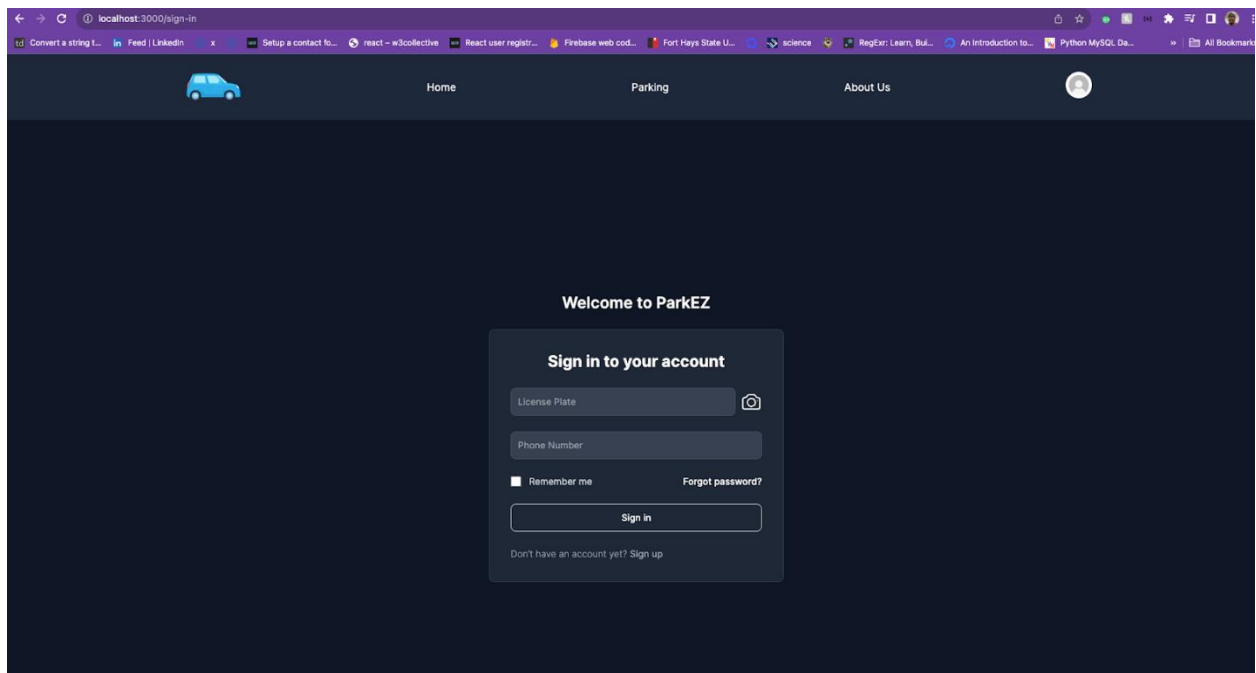 localhost:3000/sign-in
td Convert a string t... in Feed | LinkedIn x Setup a contact fo... react – w3collective React user registr... Firebase web cod... Fort Hays State U... science RegExr: Learn, Bui... An Introduction to... Python MySQL Da... » All Bookmarks
Home Parking About Us
Welcome to ParkEZ
Sign in to your account
License Plate
Phone Number
Remember me Forgot password?
Sign in
Don't have an account yet? Sign up